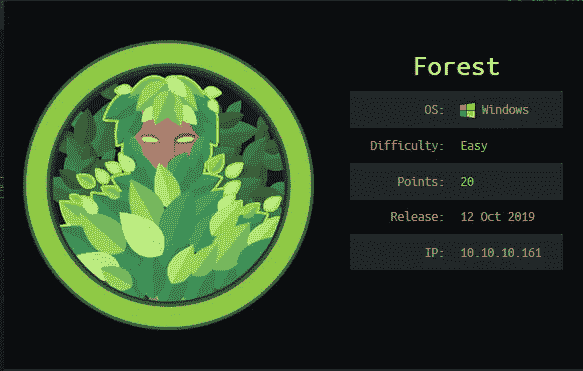 Forest
OS: Windows
Difficulty: Easy
Points: 20
Release: 12 Oct 2019
IP: 10.10.10.161